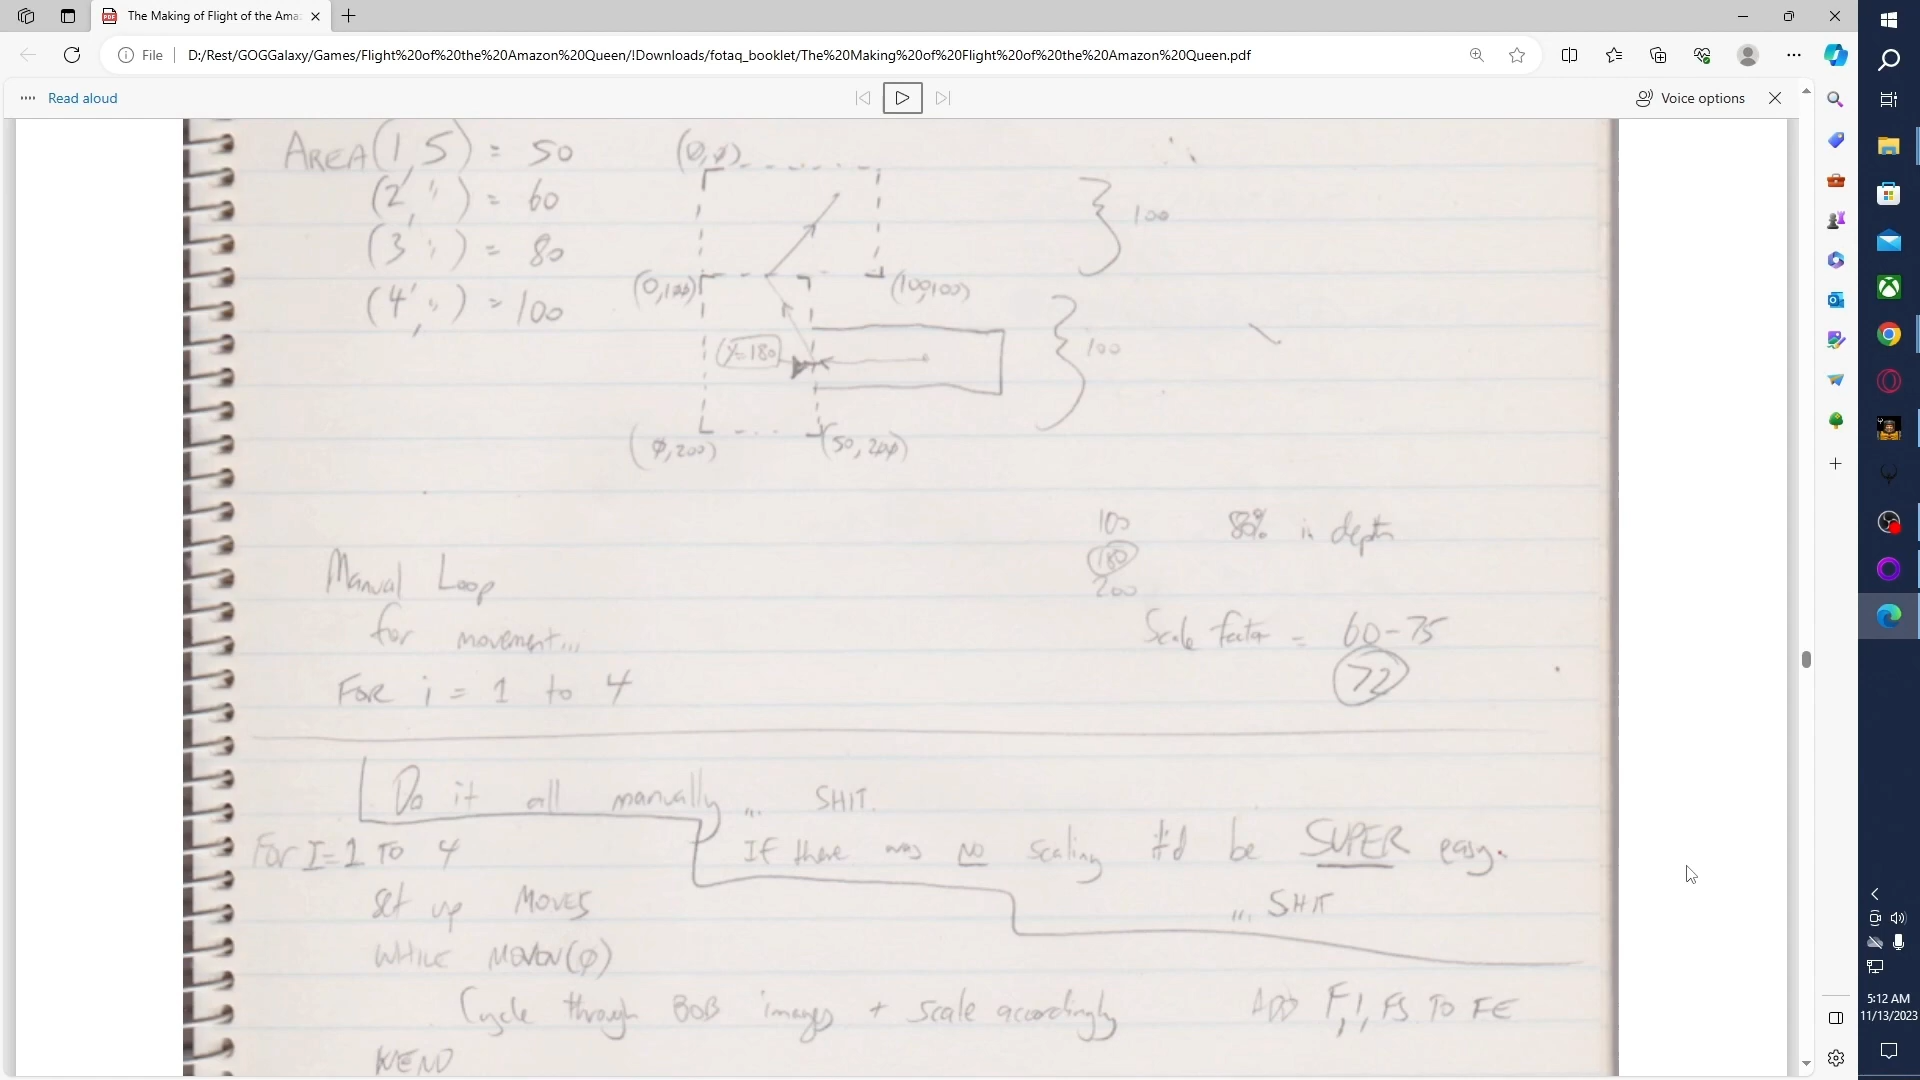 The Making of Flight of the Ama
File
D:/Rest/GOGGalaxy/Games/Flight%20of%20the%20Amazon%20Queen/!Downloads/fotaq_booklet/The%20Making%20of%20Flight%20of%20the%20Amazon%20Queen.pdf
Read aloud
Voice options
AREA(1,5) = 50
(2, " ) = 60
(3 " ) = 80
(4, " ) = 100
(0,0)
100
(0,100)
(100,100)
100
Y=180
(0,200)
(50,200)
100
180
200
80% in depth
Manual Loop
for movement...
Scale factor = 60-75
72
FOR i = 1 to 4
Do it all manually ... SHIT.
FOR I=1 TO 4
If there was NO scaling it'd be SUPER easy.
set up MOVES
... SHIT
WHILE MOVON(0)
Cycle through BOB images + scale accordingly
ADD F,!,FS TO FE
WEND
5:12 AM
11/13/2023